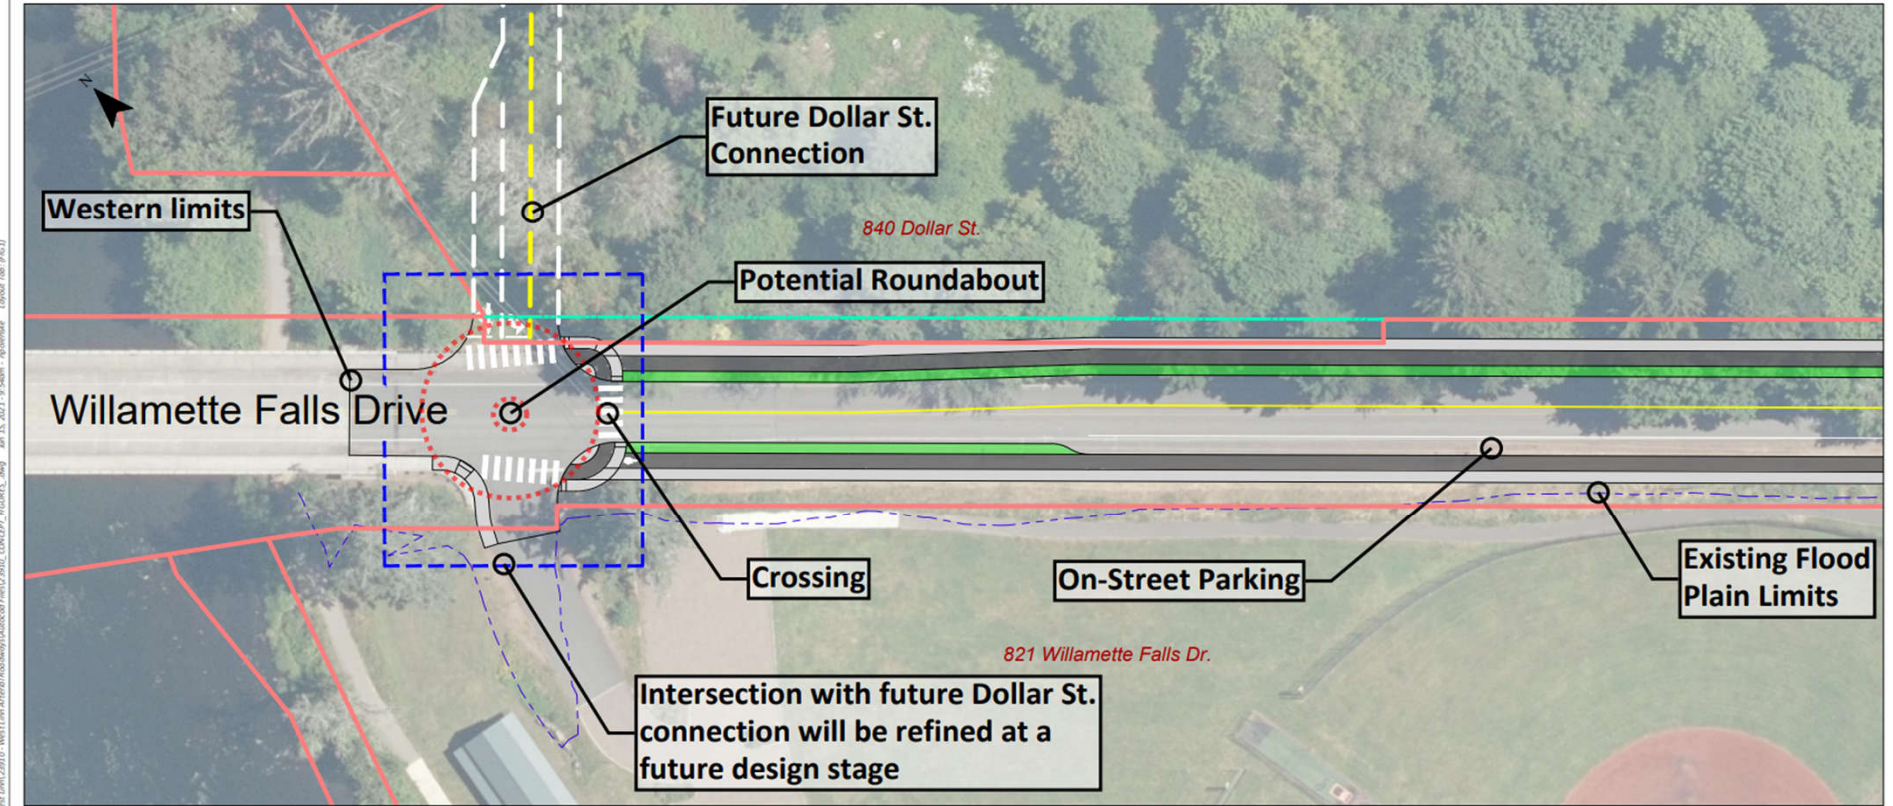 N
Future Dollar St.
Connection
Western limits
840 Dollar St.
Potential Roundabout
Willamette Falls Drive
Crossing
On-Street Parking
Existing Flood
Plain Limits
821 Willamette Falls Dr.
Intersection with future Dollar St.
connection will be refined at a
future design stage